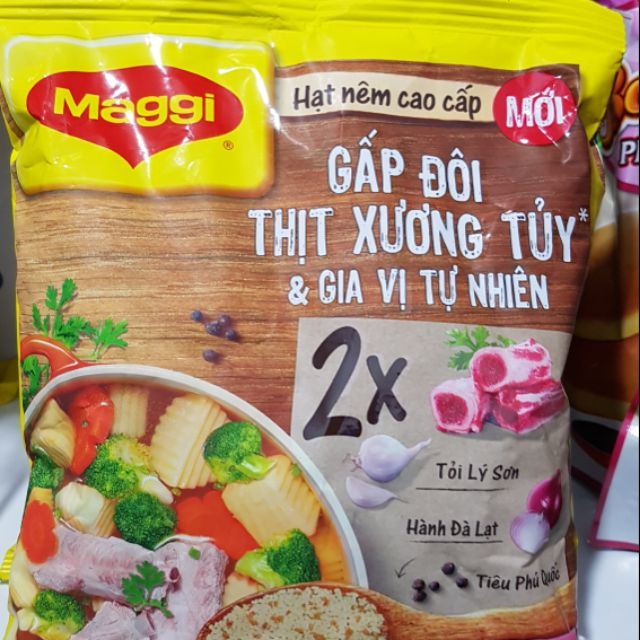 Maggi
®
Hạt nêm cao cấp
MỚI
GẤP ĐÔI
THỊT XƯƠNG TỦY*
& GIA VỊ TỰ NHIÊN
2x
Tỏi Lý Sơn
Hành Đà Lạt
Tiêu Phú Quốc